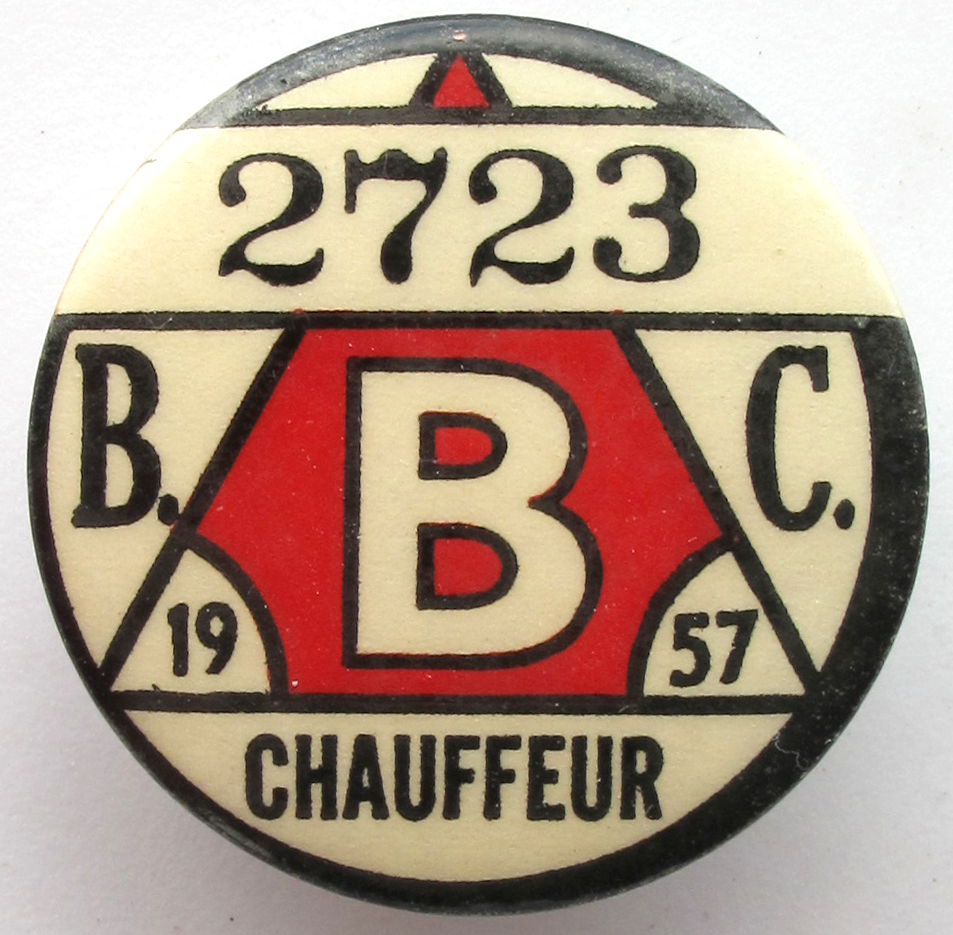 2723
B. B C.
19 57
CHAUFFEUR